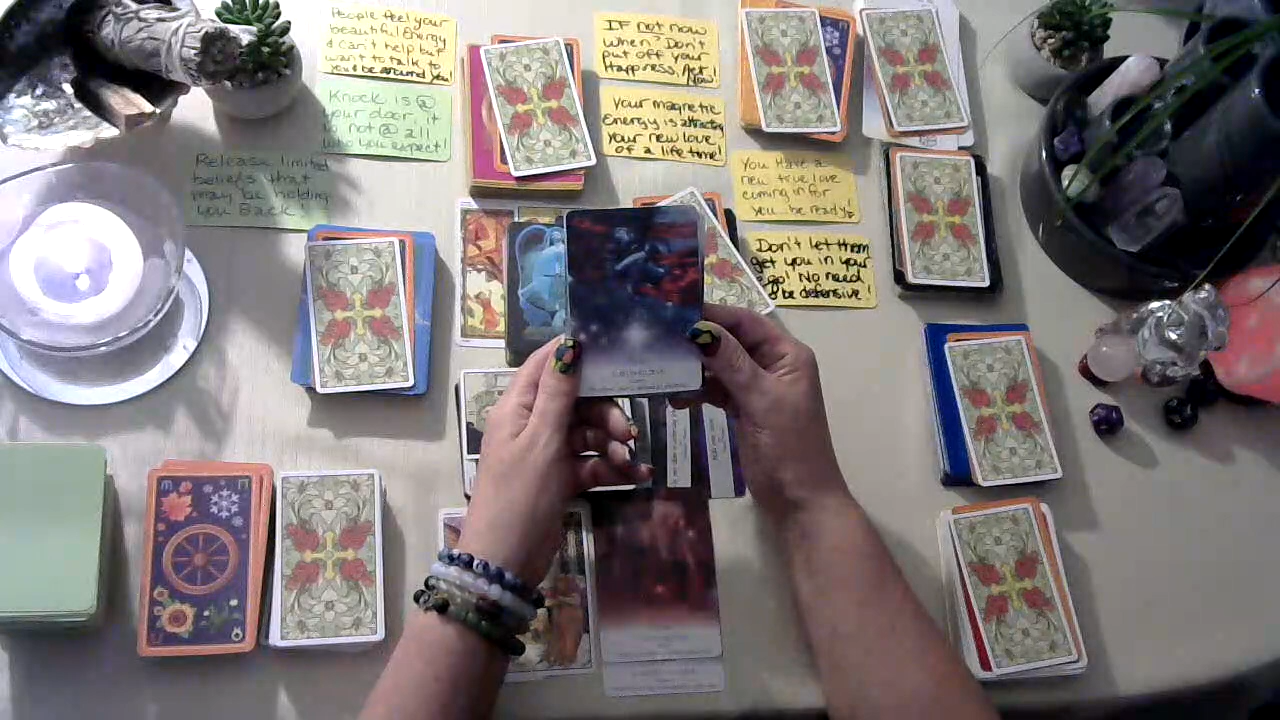 People feel your
beautiful Energy
& can't help but
want to talk to
you & be around you!
Knock is @
your door, it
is not @ all
who you expect!
Release limited
beliefs that
may be holding
you Back!
IF not now
when? Don't
put off your
Happiness, Act
Now!
Your magnetic
Energy is attracting
your new love
of a life time!
You Have a
new true love
coming in for
you...be ready!
Don't let them
get you in your
ego! No need
to be defensive!